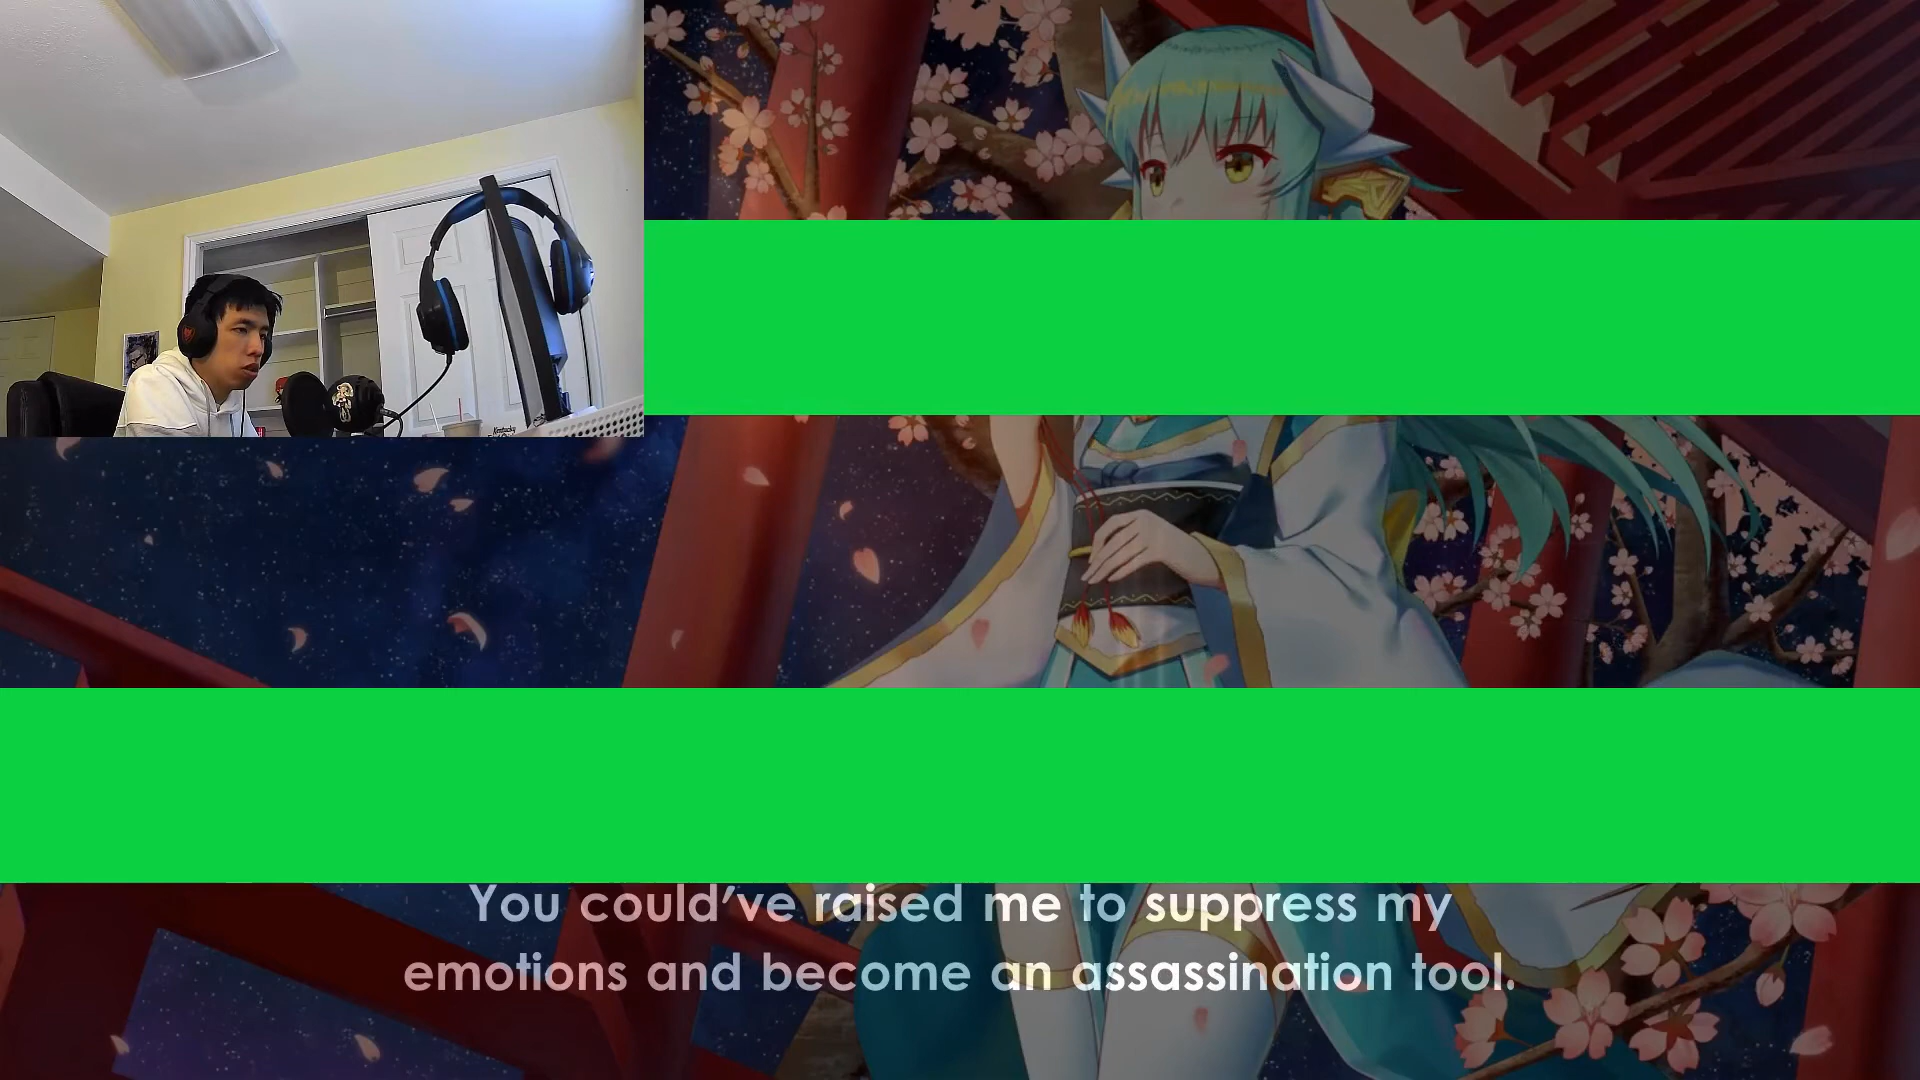 You could've raised me to suppress my
emotions and become an assassination tool.